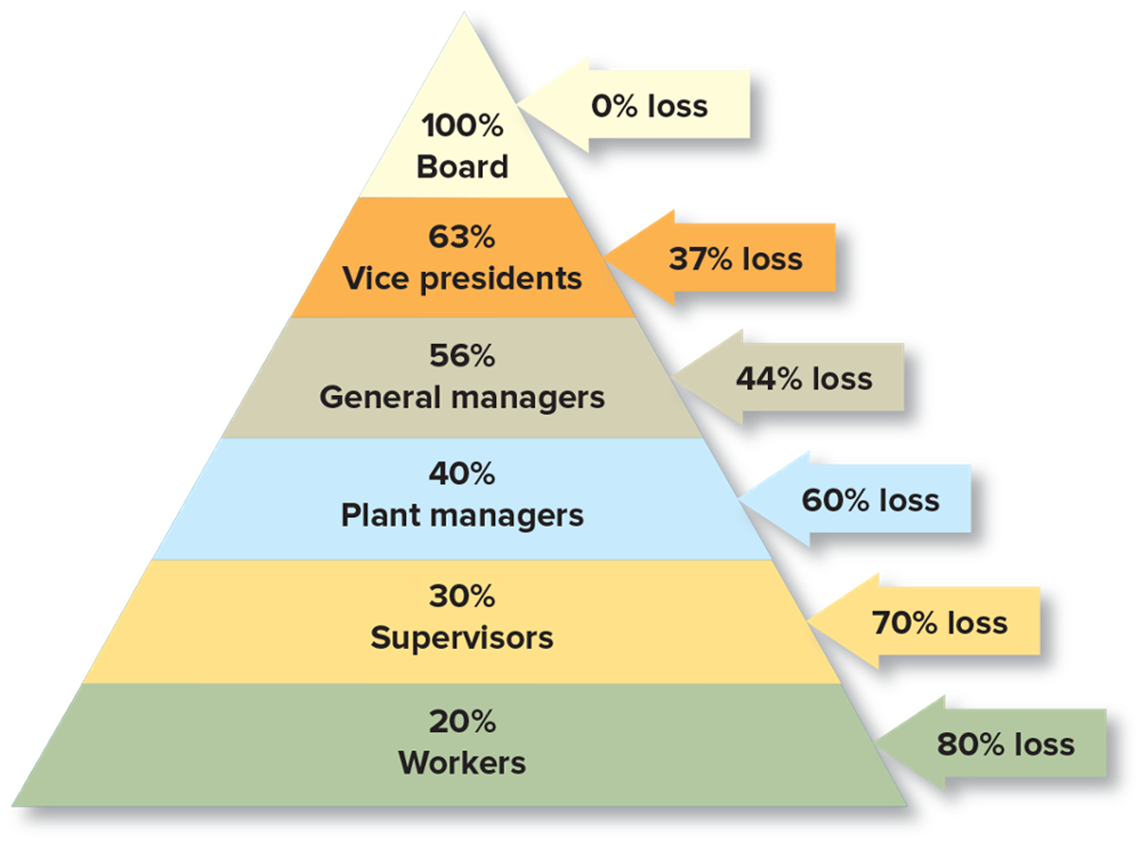 100%
Board
0% loss
63%
Vice presidents
37% loss
56%
General managers
44% loss
40%
Plant managers
60% loss
30%
Supervisors
70% loss
20%
Workers
80% loss